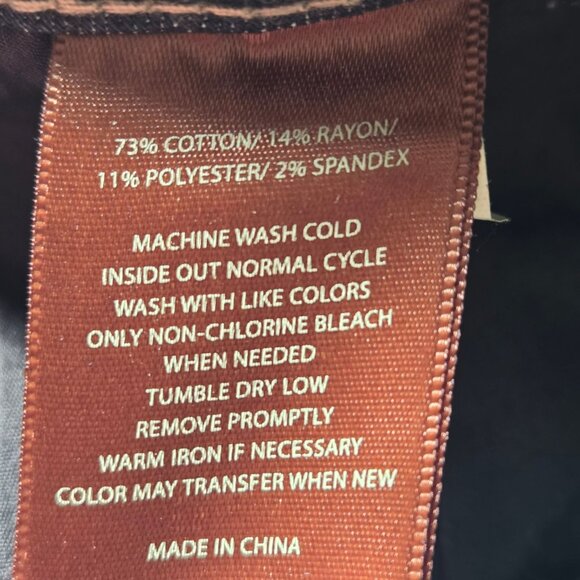 73% COTTON/ 14% RAYON/
11% POLYESTER/ 2% SPANDEX
MACHINE WASH COLD
INSIDE OUT NORMAL CYCLE
WASH WITH LIKE COLORS
ONLY NON-CHLORINE BLEACH
WHEN NEEDED
TUMBLE DRY LOW
REMOVE PROMPTLY
WARM IRON IF NECESSARY
COLOR MAY TRANSFER WHEN NEW
MADE IN CHINA